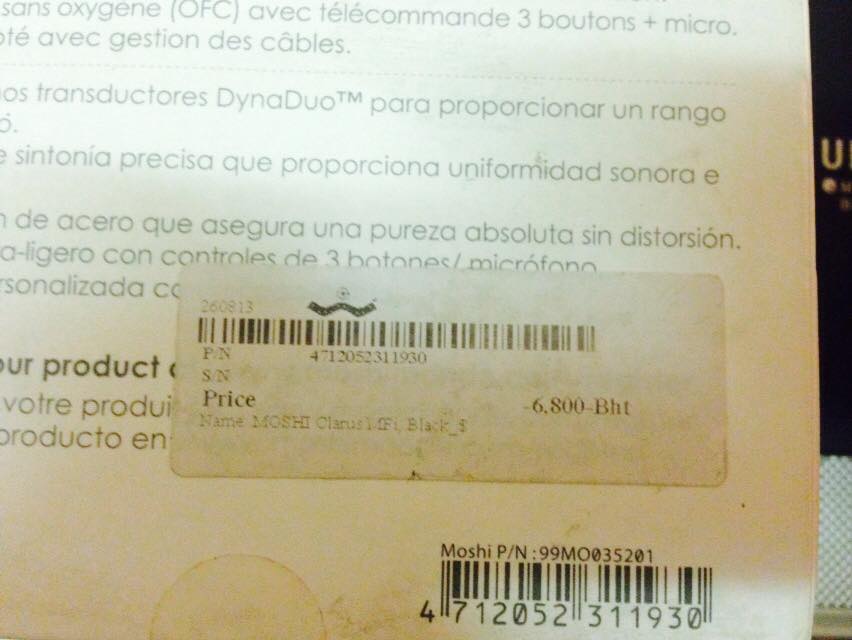 sans oxygène (OFC) avec télécommande 3 boutons + micro.
oté avec gestion des câbles.
os transductores DynaDuo™ para proporcionar un rango
ó.
e sintonía precisa que proporciona uniformidad sonora e
n de acero que asegura una pureza absoluta sin distorsión.
a-ligero con controles de 3 botones/ micrófono
rsonalizada co
260813
P/N 4712052311930
S/N
Price -6,800-Bht
Name: MOSHI Clarus MFi, Black_$
our product
votre produi
producto en
Moshi P/N :99MO035201
4 712052 311930
U